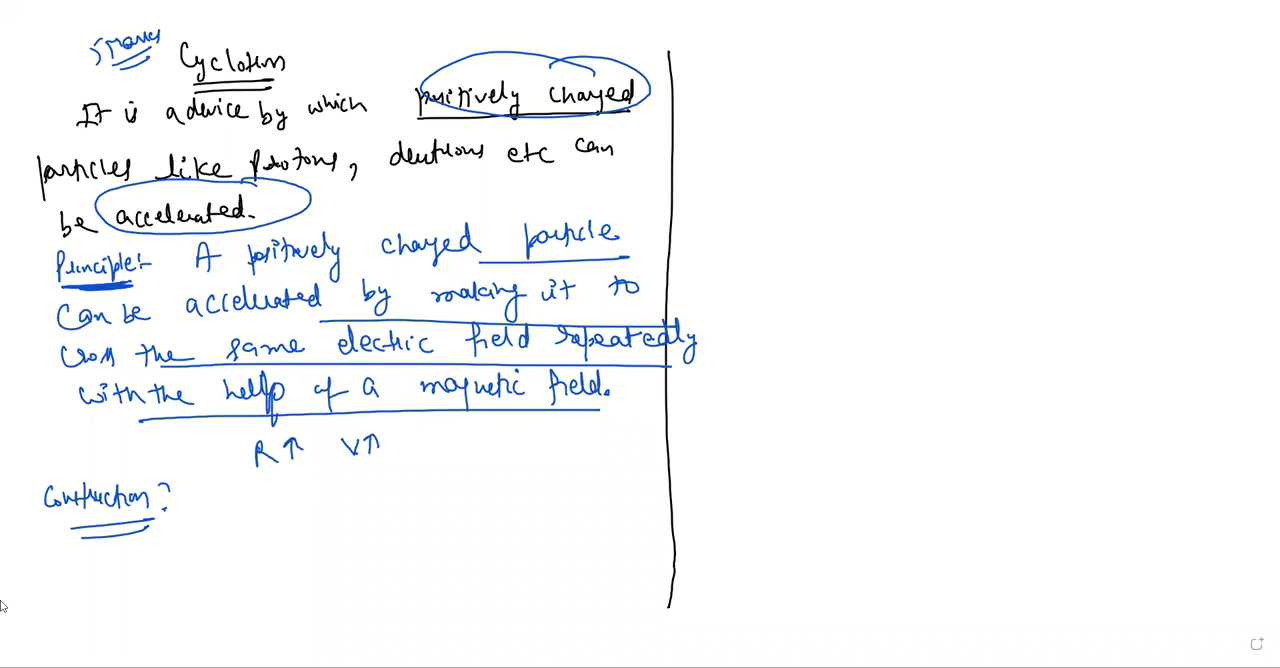 5 marks
Cyclotron
It is a device by which positively charged
particles like protons, deutrons etc can
be accelerated.
Principle:- A positively charged particle
Can be accelerated by making it to
cross the same electric field repeatedly
with the help of a magnetic field.
R↑ V↑
Construction: